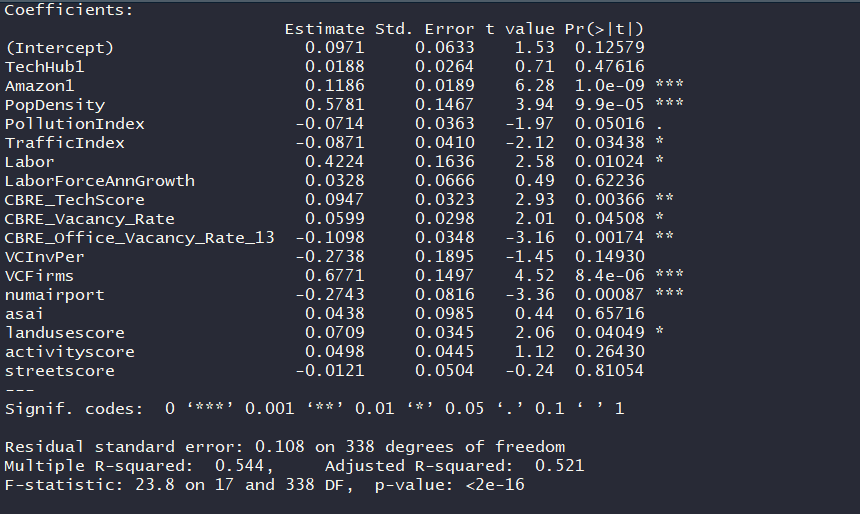 Coefficients:
                           Estimate Std. Error t value Pr(>|t|)
(Intercept)                  0.0971     0.0633    1.53  0.12579
TechHub1                     0.0188     0.0264    0.71  0.47616
Amazon1                      0.1186     0.0189    6.28  1.0e-09 ***
PopDensity                   0.5781     0.1467    3.94  9.9e-05 ***
PollutionIndex              -0.0714     0.0363   -1.97  0.05016 .
TrafficIndex                -0.0871     0.0410   -2.12  0.03438 *
Labor                        0.4224     0.1636    2.58  0.01024 *
LaborForceAnnGrowth          0.0328     0.0666    0.49  0.62236
CBRE_TechScore               0.0947     0.0323    2.93  0.00366 **
CBRE_Vacancy_Rate            0.0599     0.0298    2.01  0.04508 *
CBRE_Office_Vacancy_Rate_13 -0.1098     0.0348   -3.16  0.00174 **
VCInvPer                    -0.2738     0.1895   -1.45  0.14930
VCFirms                      0.6771     0.1497    4.52  8.4e-06 ***
numairport                  -0.2743     0.0816   -3.36  0.00087 ***
asai                         0.0438     0.0985    0.44  0.65716
landusescore                 0.0709     0.0345    2.06  0.04049 *
activityscore                0.0498     0.0445    1.12  0.26430
streetscore                 -0.0121     0.0504   -0.24  0.81054
---
Signif. codes:  0 ‘***’ 0.001 ‘**’ 0.01 ‘*’ 0.05 ‘.’ 0.1 ‘ ’ 1

Residual standard error: 0.108 on 338 degrees of freedom
Multiple R-squared:  0.544,	Adjusted R-squared:  0.521
F-statistic: 23.8 on 17 and 338 DF,  p-value: <2e-16